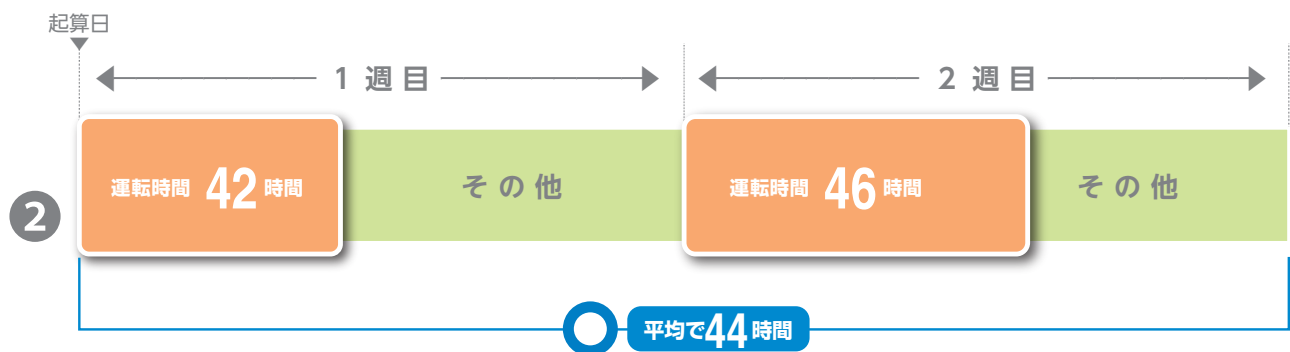 起算日
1 週 目
2 週 目
2
運転時間 42 時間
そ の 他
運転時間 46 時間
そ の 他
平均で44時間